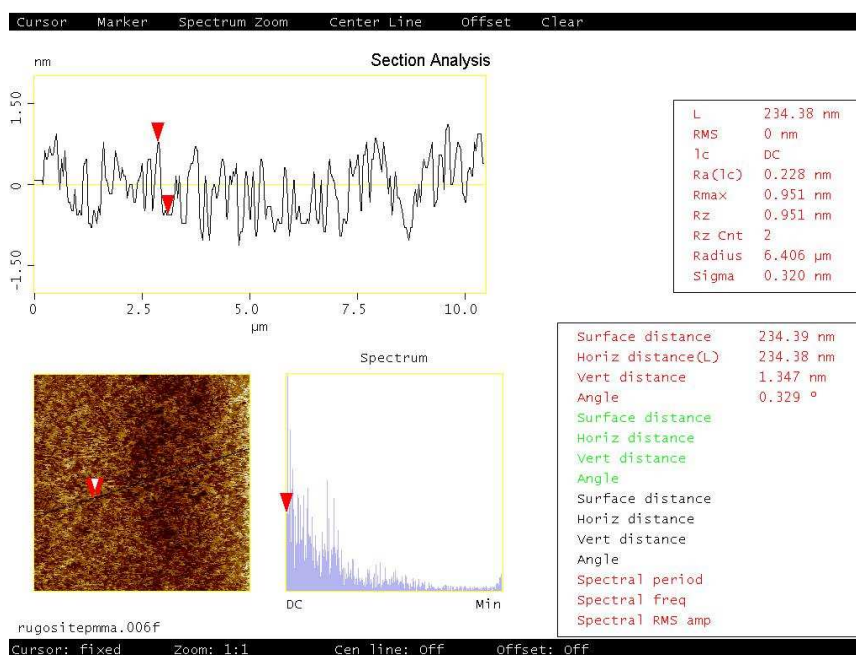 Cursor Marker Spectrum Zoom Center Line Offset Clear
nm Section Analysis
1.50
0
-1.50
0 2.5 5.0 7.5 10.0
µm
L 234.38 nm
RMS 0 nm
lc DC
Ra(lc) 0.228 nm
Rmax 0.951 nm
Rz 0.951 nm
Rz Cnt 2
Radius 6.406 µm
Sigma 0.320 nm
Surface distance 234.39 nm
Horiz distance(L) 234.38 nm
Vert distance 1.347 nm
Angle 0.329 °
Surface distance
Horiz distance
Vert distance
Angle
Surface distance
Horiz distance
Vert distance
Angle
Spectral period
Spectral freq
Spectral RMS amp
Spectrum
DC Min
rugositepmma.006f
Cursor: fixed Zoom: 1:1 Cen line: Off Offset: Off